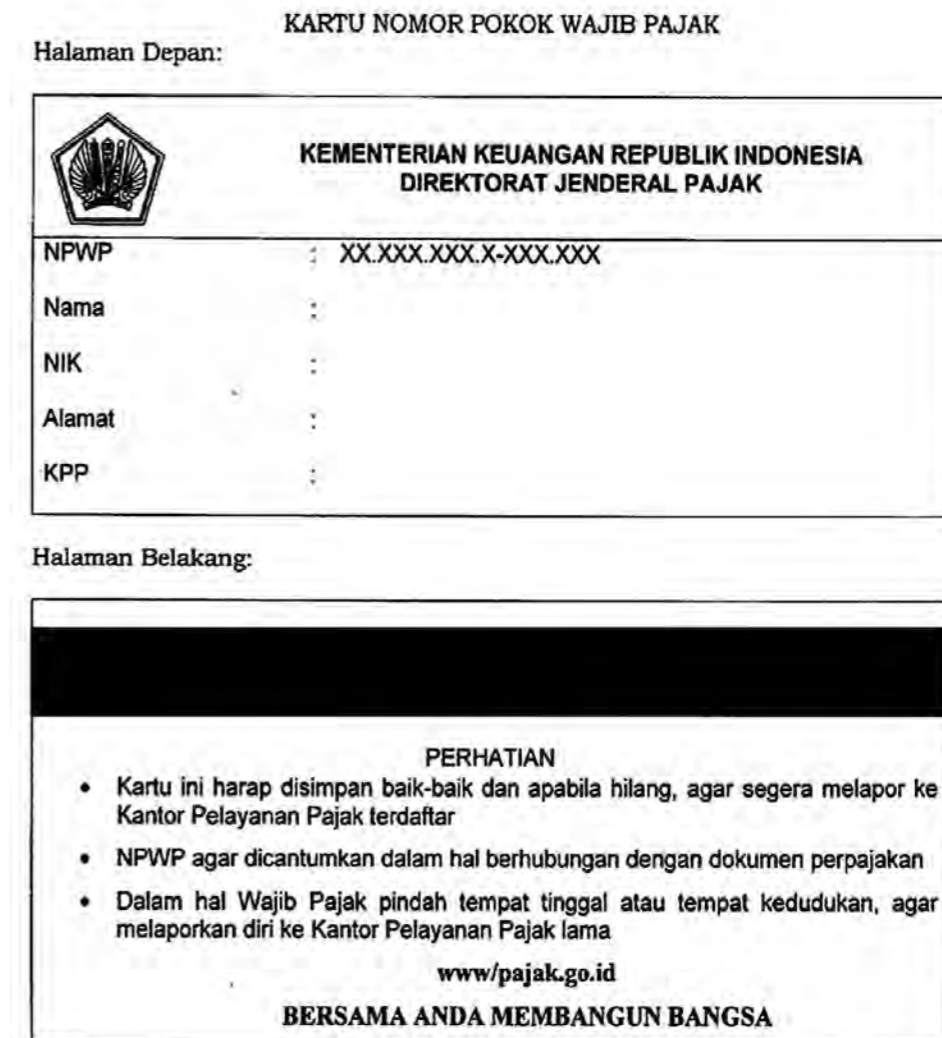 KARTU NOMOR POKOK WAJIB PAJAK
Halaman Depan:
KEMENTERIAN KEUANGAN REPUBLIK INDONESIA
DIREKTORAT JENDERAL PAJAK
NPWP : XX.XXX.XXX.X-XXX.XXX
Nama :
NIK :
Alamat :
KPP :
Halaman Belakang:
PERHATIAN
• Kartu ini harap disimpan baik-baik dan apabila hilang, agar segera melapor ke
Kantor Pelayanan Pajak terdaftar
• NPWP agar dicantumkan dalam hal berhubungan dengan dokumen perpajakan
• Dalam hal Wajib Pajak pindah tempat tinggal atau tempat kedudukan, agar
melaporkan diri ke Kantor Pelayanan Pajak lama
www/pajak.go.id
BERSAMA ANDA MEMBANGUN BANGSA